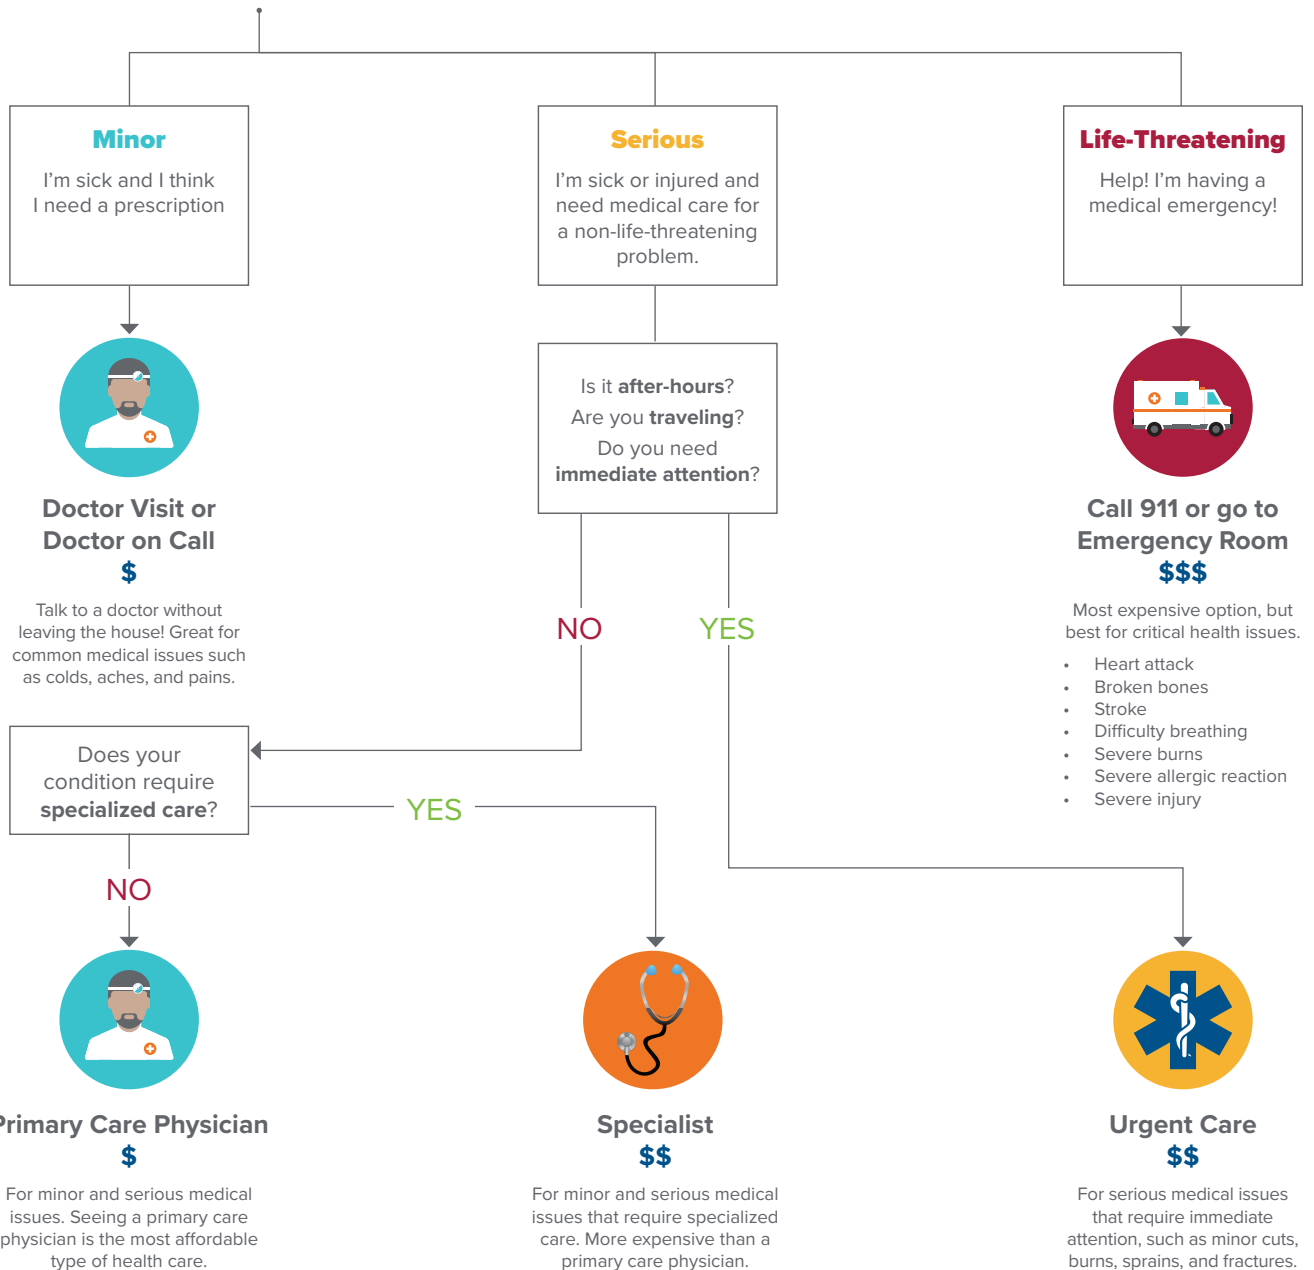 Minor
I'm sick and I think
I need a prescription
Serious
I'm sick or injured and
need medical care for
a non-life-threatening
problem.
Life-Threatening
Help! I'm having a
medical emergency!
Is it after-hours?
Are you traveling?
Do you need
immediate attention?
Doctor Visit or
Doctor on Call
$
Talk to a doctor without
leaving the house! Great for
common medical issues such
as colds, aches, and pains.
Call 911 or go to
Emergency Room
$$$
Most expensive option, but
best for critical health issues.
• Heart attack
• Broken bones
• Stroke
• Difficulty breathing
• Severe burns
• Severe allergic reaction
• Severe injury
NO
YES
Does your
condition require
specialized care?
YES
NO
Primary Care Physician
$
For minor and serious medical
issues. Seeing a primary care
physician is the most affordable
type of health care.
Specialist
$$
For minor and serious medical
issues that require specialized
care. More expensive than a
primary care physician.
Urgent Care
$$
For serious medical issues
that require immediate
attention, such as minor cuts,
burns, sprains, and fractures.